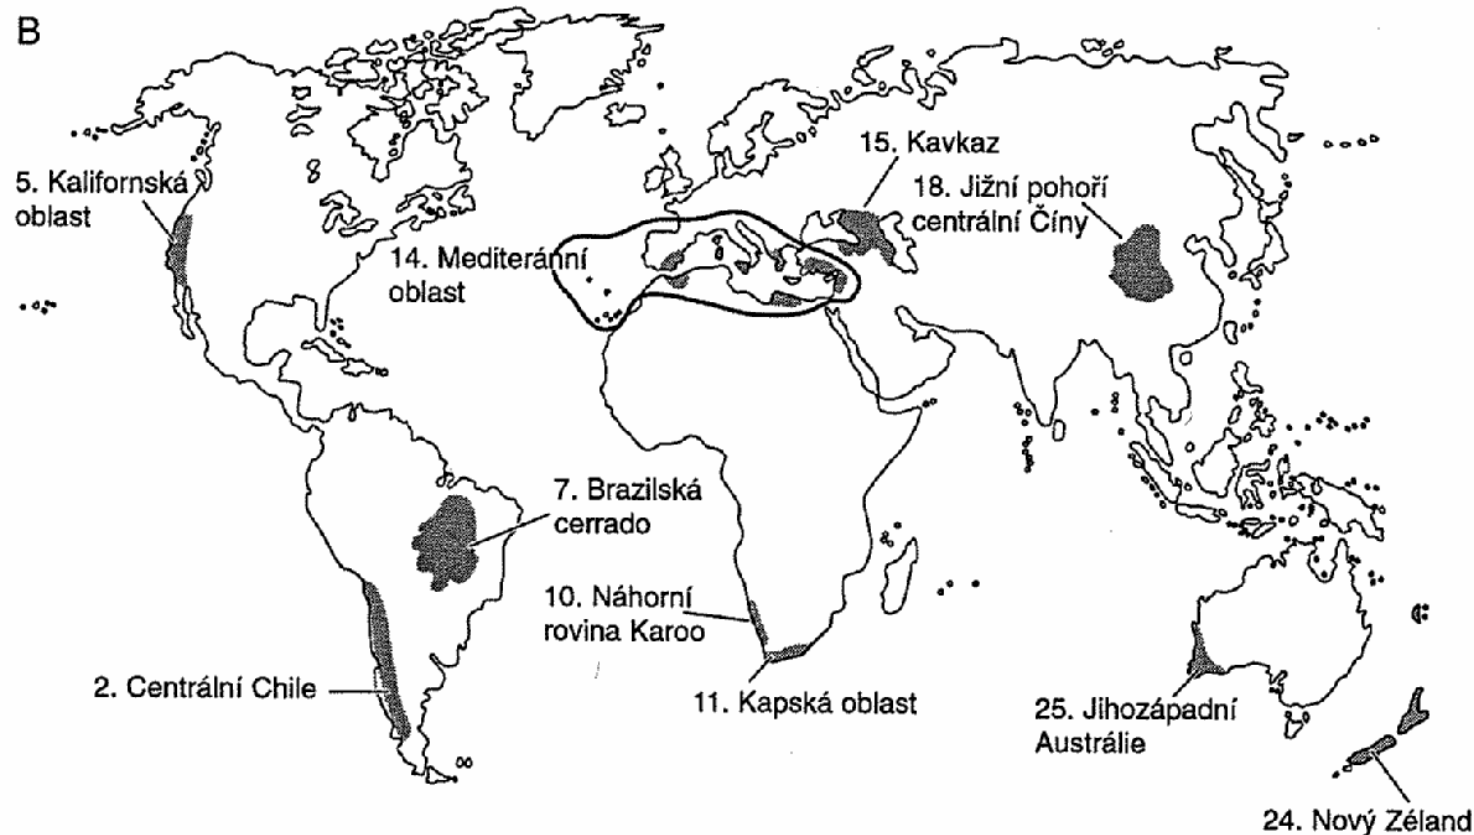 B
15. Kavkaz
5. Kalifornská
oblast
18. Jižní pohoří
centrální Číny
14. Mediteránní
oblast
7. Brazilská
cerrado
10. Náhorní
rovina Karoo
2. Centrální Chile
11. Kapská oblast
25. Jihozápadní
Austrálie
24. Nový Zéland